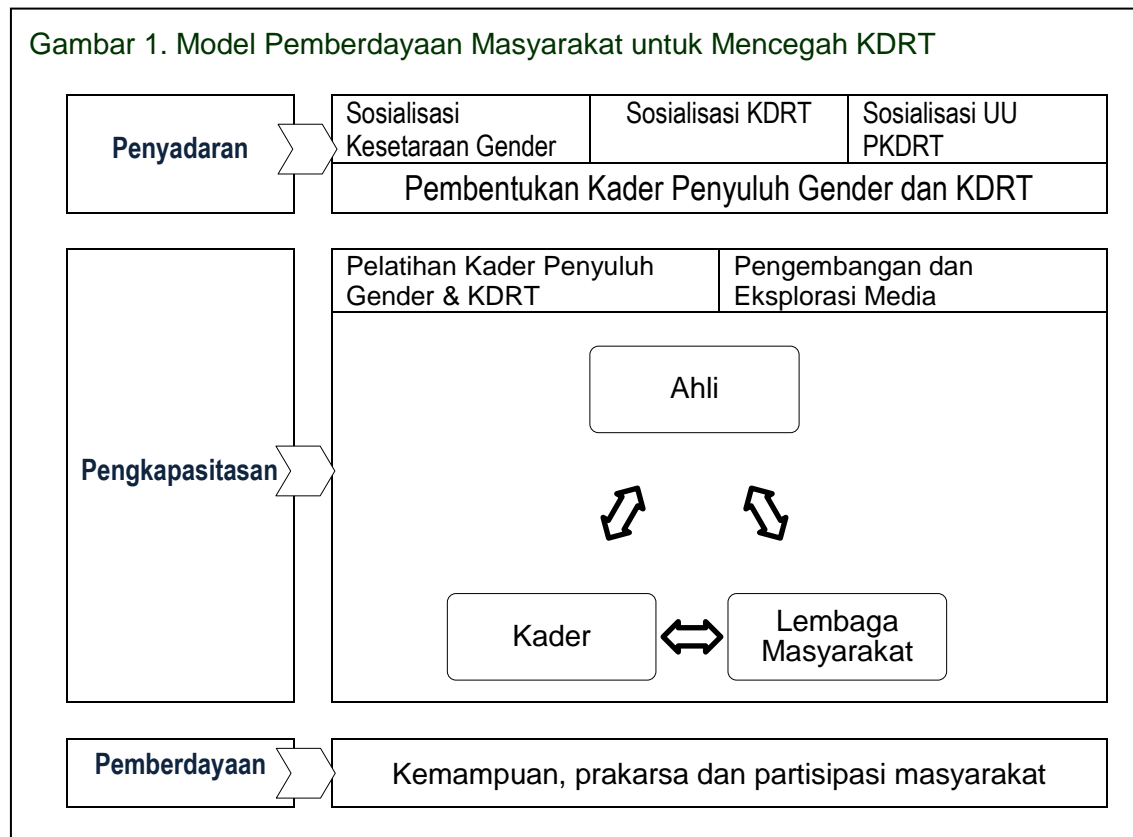 Gambar 1. Model Pemberdayaan Masyarakat untuk Mencegah KDRT
Penyadaran
Sosialisasi
Kesetaraan Gender
Sosialisasi KDRT
Sosialisasi UU
PKDRT
Pembentukan Kader Penyuluh Gender dan KDRT
Pengkapasitasan
Pelatihan Kader Penyuluh
Gender & KDRT
Pengembangan dan
Eksplorasi Media
Ahli
Kader
Lembaga
Masyarakat
Pemberdayaan
Kemampuan, prakarsa dan partisipasi masyarakat